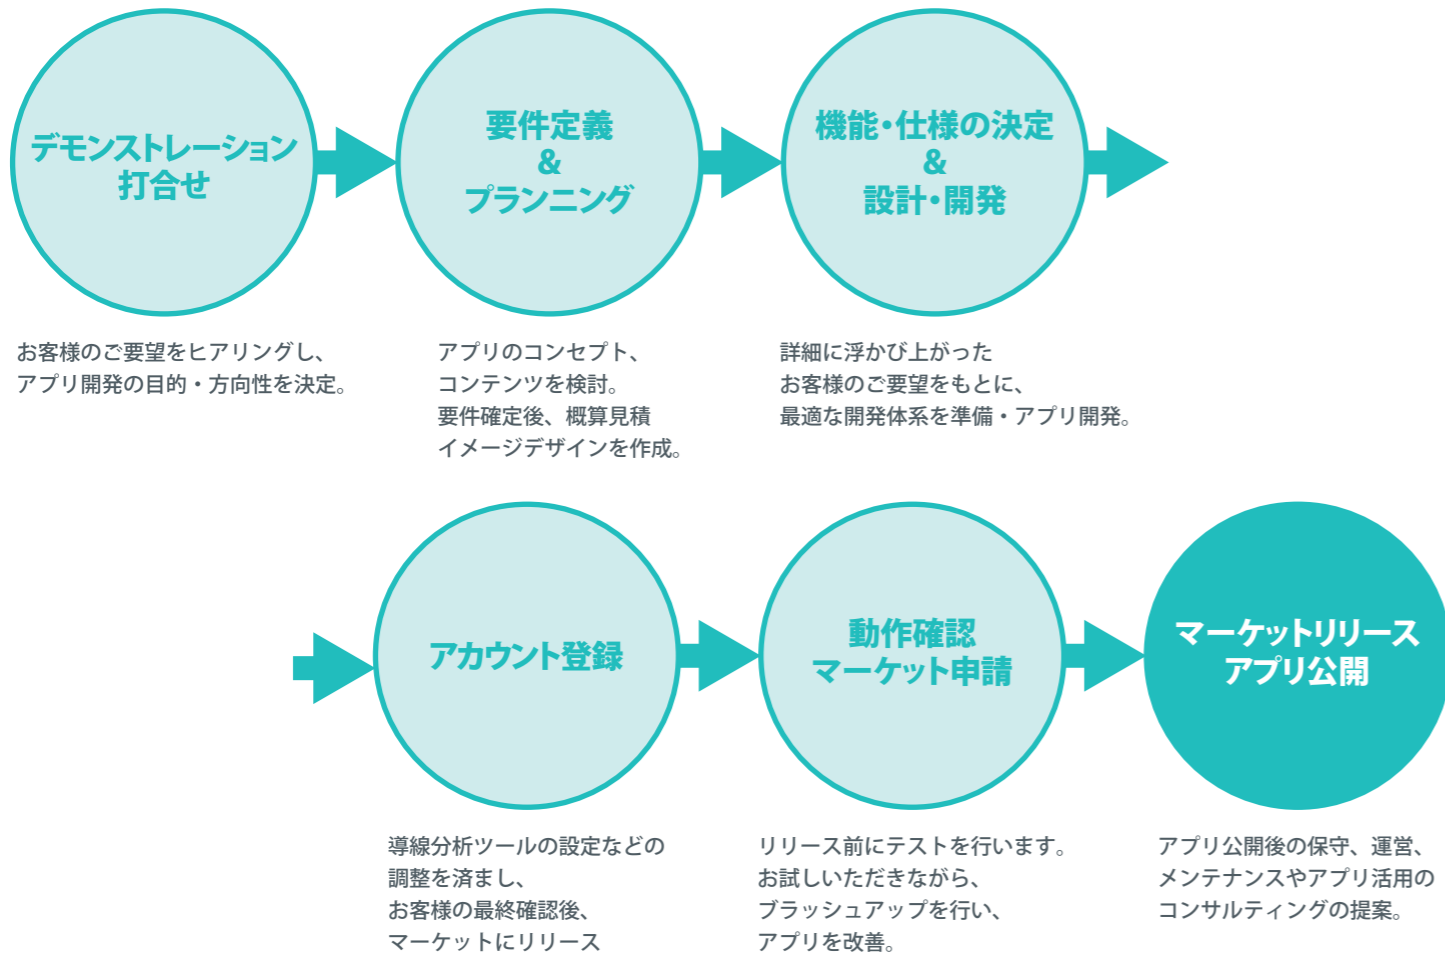 デモンストレーション
打合せ
お客様のご要望をヒアリングし、
アプリ開発の目的・方向性を決定。
要件定義
&
プランニング
アプリのコンセプト、
コンテンツを検討。
要件確定後、概算見積
イメージデザインを作成。
機能・仕様の決定
&
設計・開発
詳細に浮かび上がった
お客様のご要望をもとに、
最適な開発体系を準備・アプリ開発。
アカウント登録
導線分析ツールの設定などの
調整を済まし、
お客様の最終確認後、
マーケットにリリース
動作確認
マーケット申請
リリース前にテストを行います。
お試しいただきながら、
ブラッシュアップを行い、
アプリを改善。
マーケットリリース
アプリ公開
アプリ公開後の保守、運営、
メンテナンスやアプリ活用の
コンサルティングの提案。